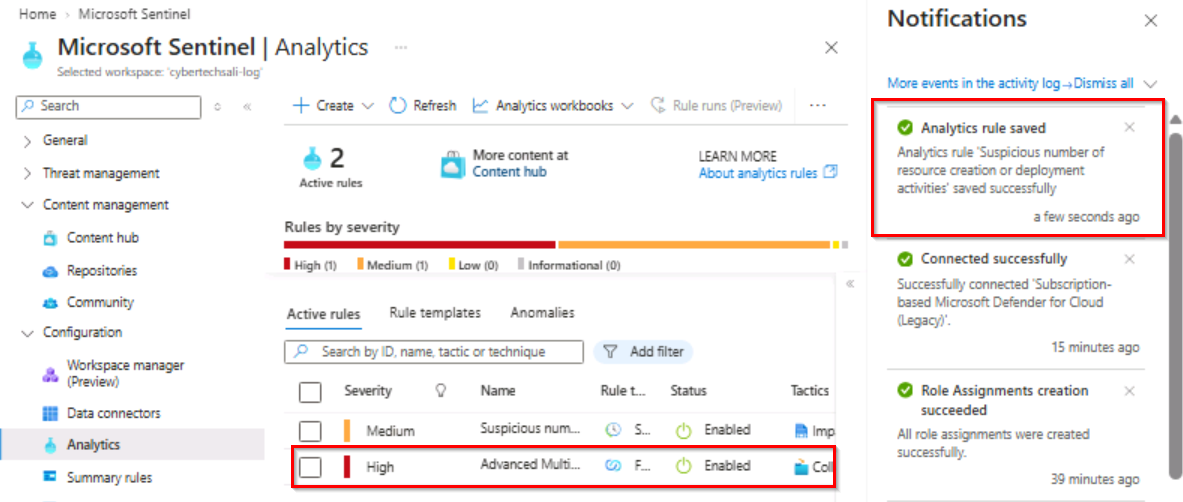 Home > Microsoft Sentinel
Microsoft Sentinel | Analytics ...
Selected workspace: 'cybertechsali-log'
Search
General
Threat management
Content management
Content hub
Repositories
Community
Configuration
Workspace manager
(Preview)
Data connectors
Analytics
Summary rules
Create Refresh Analytics workbooks Rule runs (Preview) ...
2
Active rules
More content at
Content hub
LEARN MORE
About analytics rules
Rules by severity
High (1) Medium (1) Low (0) Informational (0)
Active rules Rule templates Anomalies
Search by ID, name, tactic or technique Add filter
Severity Name Rule t... Status Tactics
Medium Suspicious num... S... Enabled Imp
High Advanced Multi... F... Enabled Coll
Notifications
More events in the activity log→ Dismiss all
Analytics rule saved
Analytics rule 'Suspicious number of
resource creation or deployment
activities' saved successfully
a few seconds ago
Connected successfully
Successfully connected 'Subscription-
based Microsoft Defender for Cloud
(Legacy)'.
15 minutes ago
Role Assignments creation
succeeded
All role assignments were created
successfully.
39 minutes ago